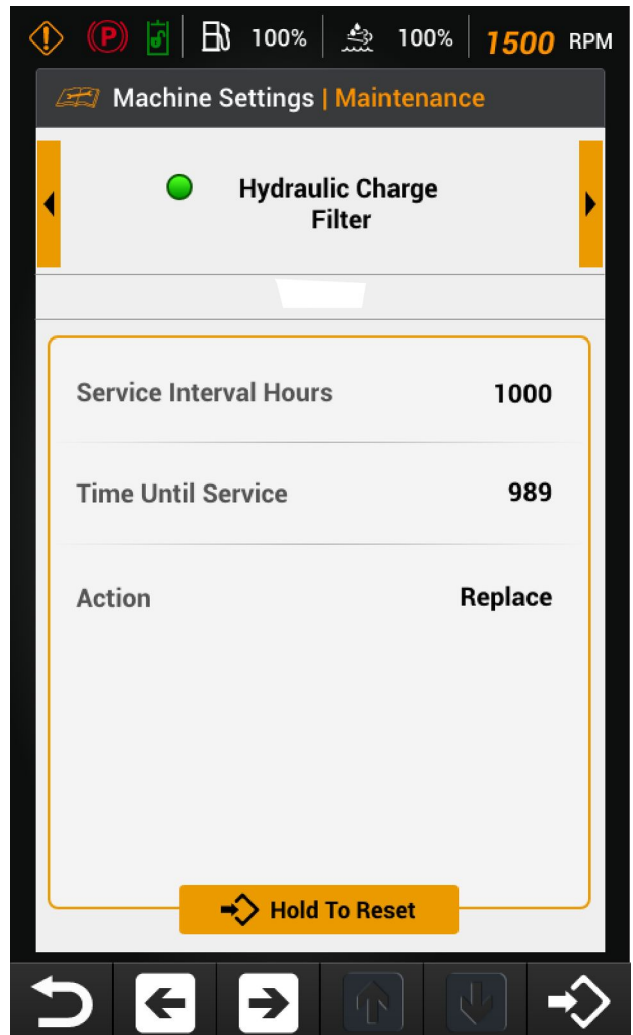 P 100% 100% 1500 RPM
Machine Settings | Maintenance
Hydraulic Charge
Filter
Service Interval Hours 1000
Time Until Service 989
Action Replace
Hold To Reset